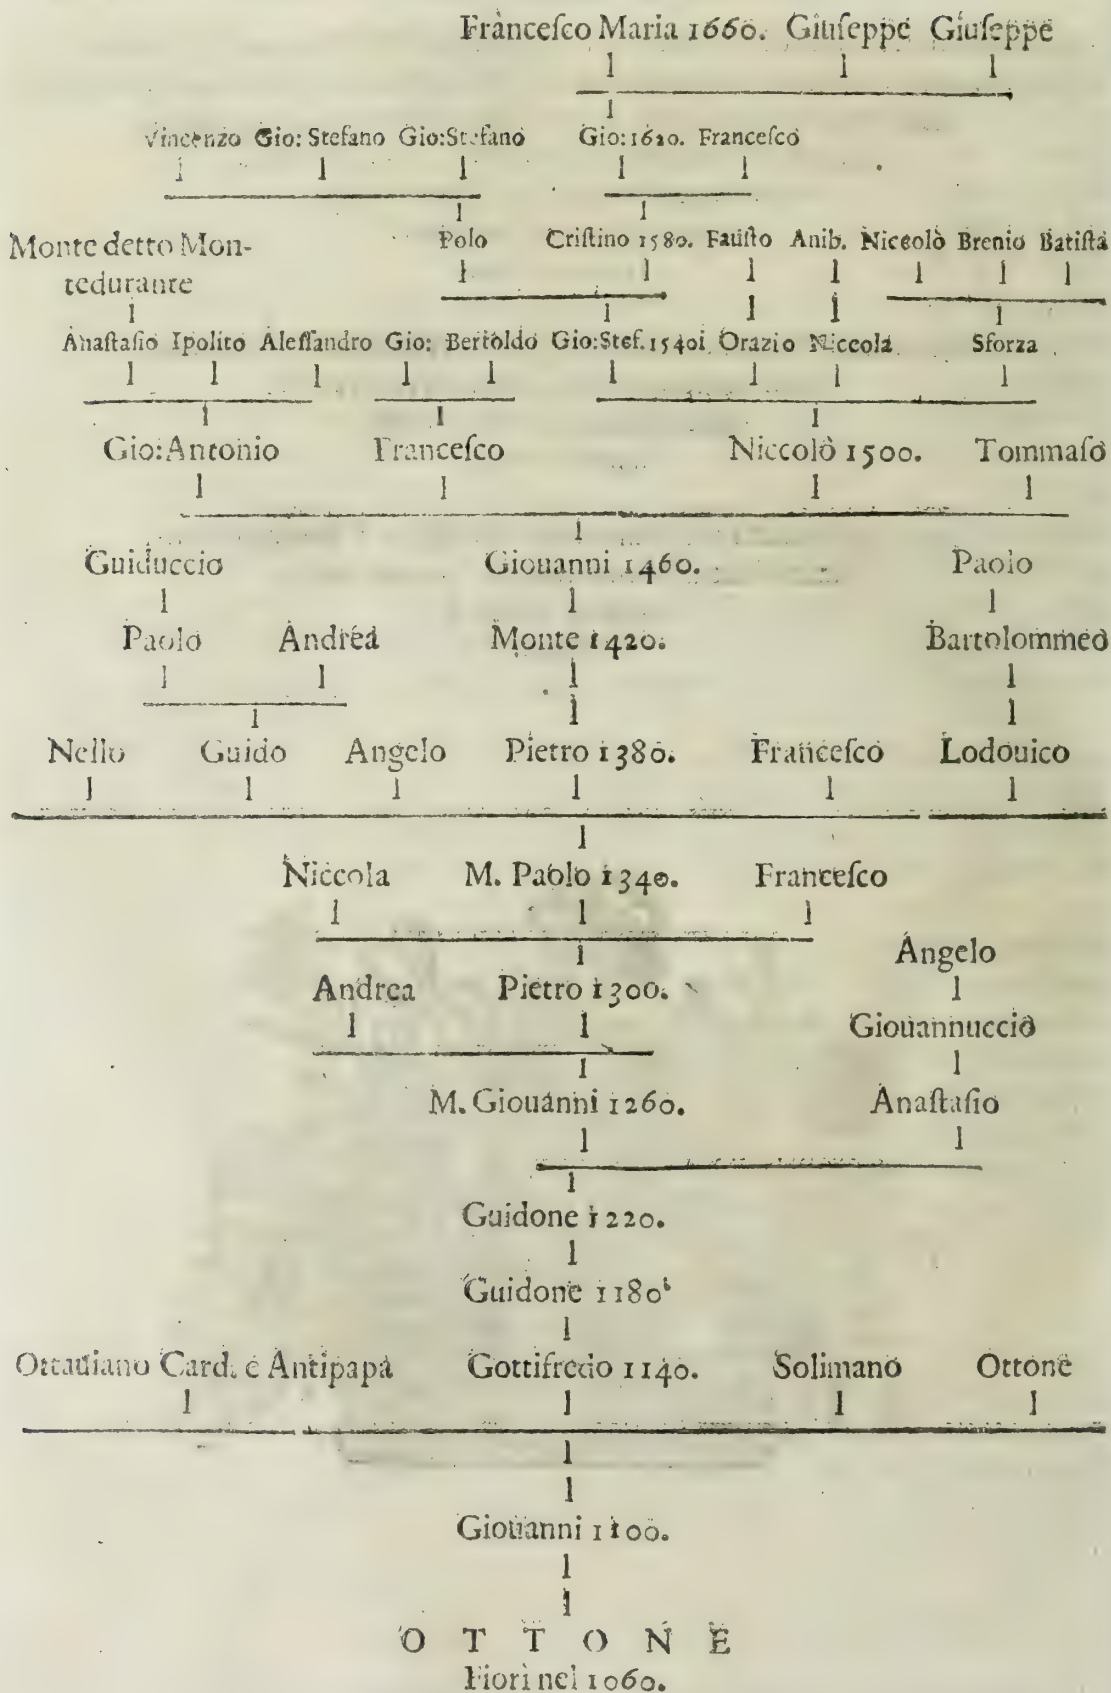 Franceſco Maria 1660. Giuſeppe Giuſeppe
Vincenzo Gio: Stefano Gio:Stefano Gio:1620. Franceſco
Monte detto Mon-
tedurante
Polo Criſtino 1580. Fauſto Anib. Niccolò Brenio Batiſta
Anaſtaſio Ipolito Aleſſandro Gio: Bertoldo Gio:Stef.1540i. Orazio Niccola Sforza
Gio:Antonio Franceſco Niccolò 1500. Tommaſo
Guiduccio Giouanni 1460. Paolo
Paolo Andrea Monte 1420. Bartolommeo
Nello Guido Angelo Pietro 1380. Franceſco Lodouico
Niccola M. Paolo 1340. Franceſco
Angelo
Andrea Pietro 1300.
Giouannuccio
M. Giouanni 1260. Anaſtaſio
Guidone 1220.
Guidone 1180
Ottauiano Card. e Antipapa Gottifredo 1140. Solimano Ottone
Giouanni 1100.
O T T O N E
Fiorì nel 1060.